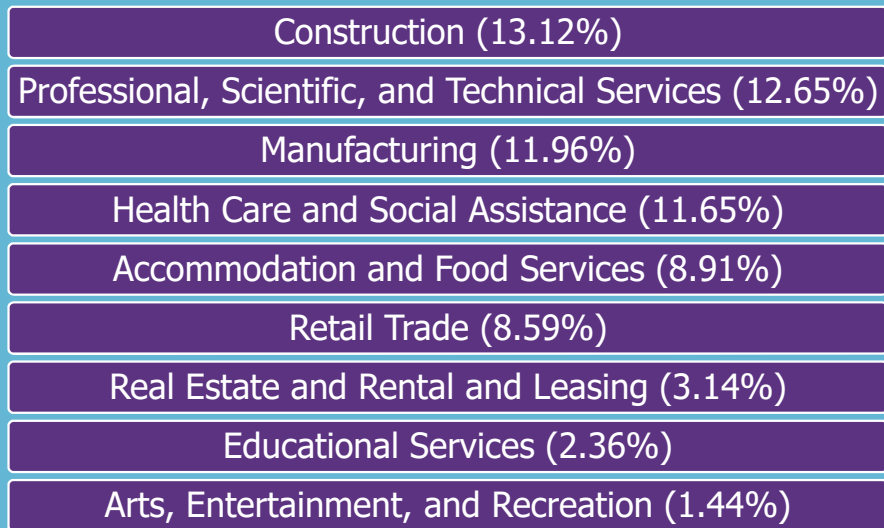 Construction (13.12%)
Professional, Scientific, and Technical Services (12.65%)
Manufacturing (11.96%)
Health Care and Social Assistance (11.65%)
Accommodation and Food Services (8.91%)
Retail Trade (8.59%)
Real Estate and Rental and Leasing (3.14%)
Educational Services (2.36%)
Arts, Entertainment, and Recreation (1.44%)